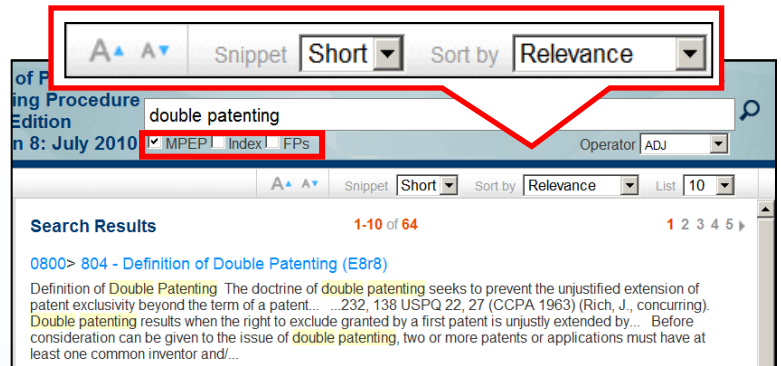 A A Snippet Short Sort by Relevance
of P
ing Procedure
Edition
n 8: July 2010
double patenting
MPEP Index FPs Operator ADJ
A A Snippet Short Sort by Relevance List 10
Search Results 1-10 of 64 1 2 3 4 5
0800> 804 - Definition of Double Patenting (E8r8)
Definition of Double Patenting The doctrine of double patenting seeks to prevent the unjustified extension of
patent exclusivity beyond the term of a patent... ...232, 138 USPQ 22, 27 (CCPA 1963) (Rich, J., concurring).
Double patenting results when the right to exclude granted by a first patent is unjustly extended by... Before
consideration can be given to the issue of double patenting, two or more patents or applications must have at
least one common inventor and/...